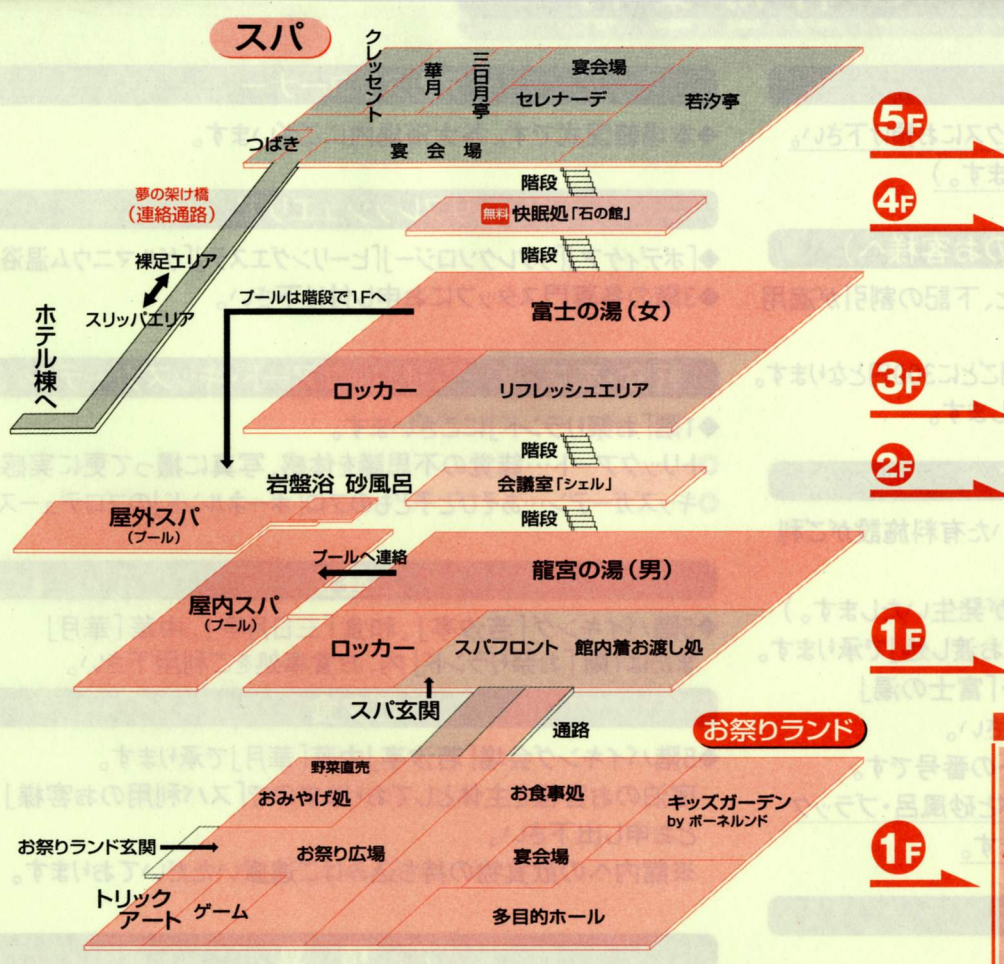 スパ
クレッセント
華月
三日月亭
宴会場
セレナーデ
若汐亭
つばき
宴会場
5F
階段
夢の架け橋
(連絡通路)
無料 快眠処「石の館」
4F
階段
裸足エリア
スリッパエリア
ホテル棟へ
プールは階段で1Fへ
富士の湯(女)
ロッカー
リフレッシュエリア
3F
階段
会議室「シェル」
2F
階段
岩盤浴 砂風呂
屋外スパ
(プール)
プールへ連絡
龍宮の湯(男)
屋内スパ
(プール)
ロッカー
スパフロント
館内着お渡し処
1F
スパ玄関
通路
お祭りランド
野菜直売
おみやげ処
お食事処
キッズガーデン
by ボーネルンド
お祭りランド玄関
お祭り広場
宴会場
1F
トリック
アート
ゲーム
多目的ホール